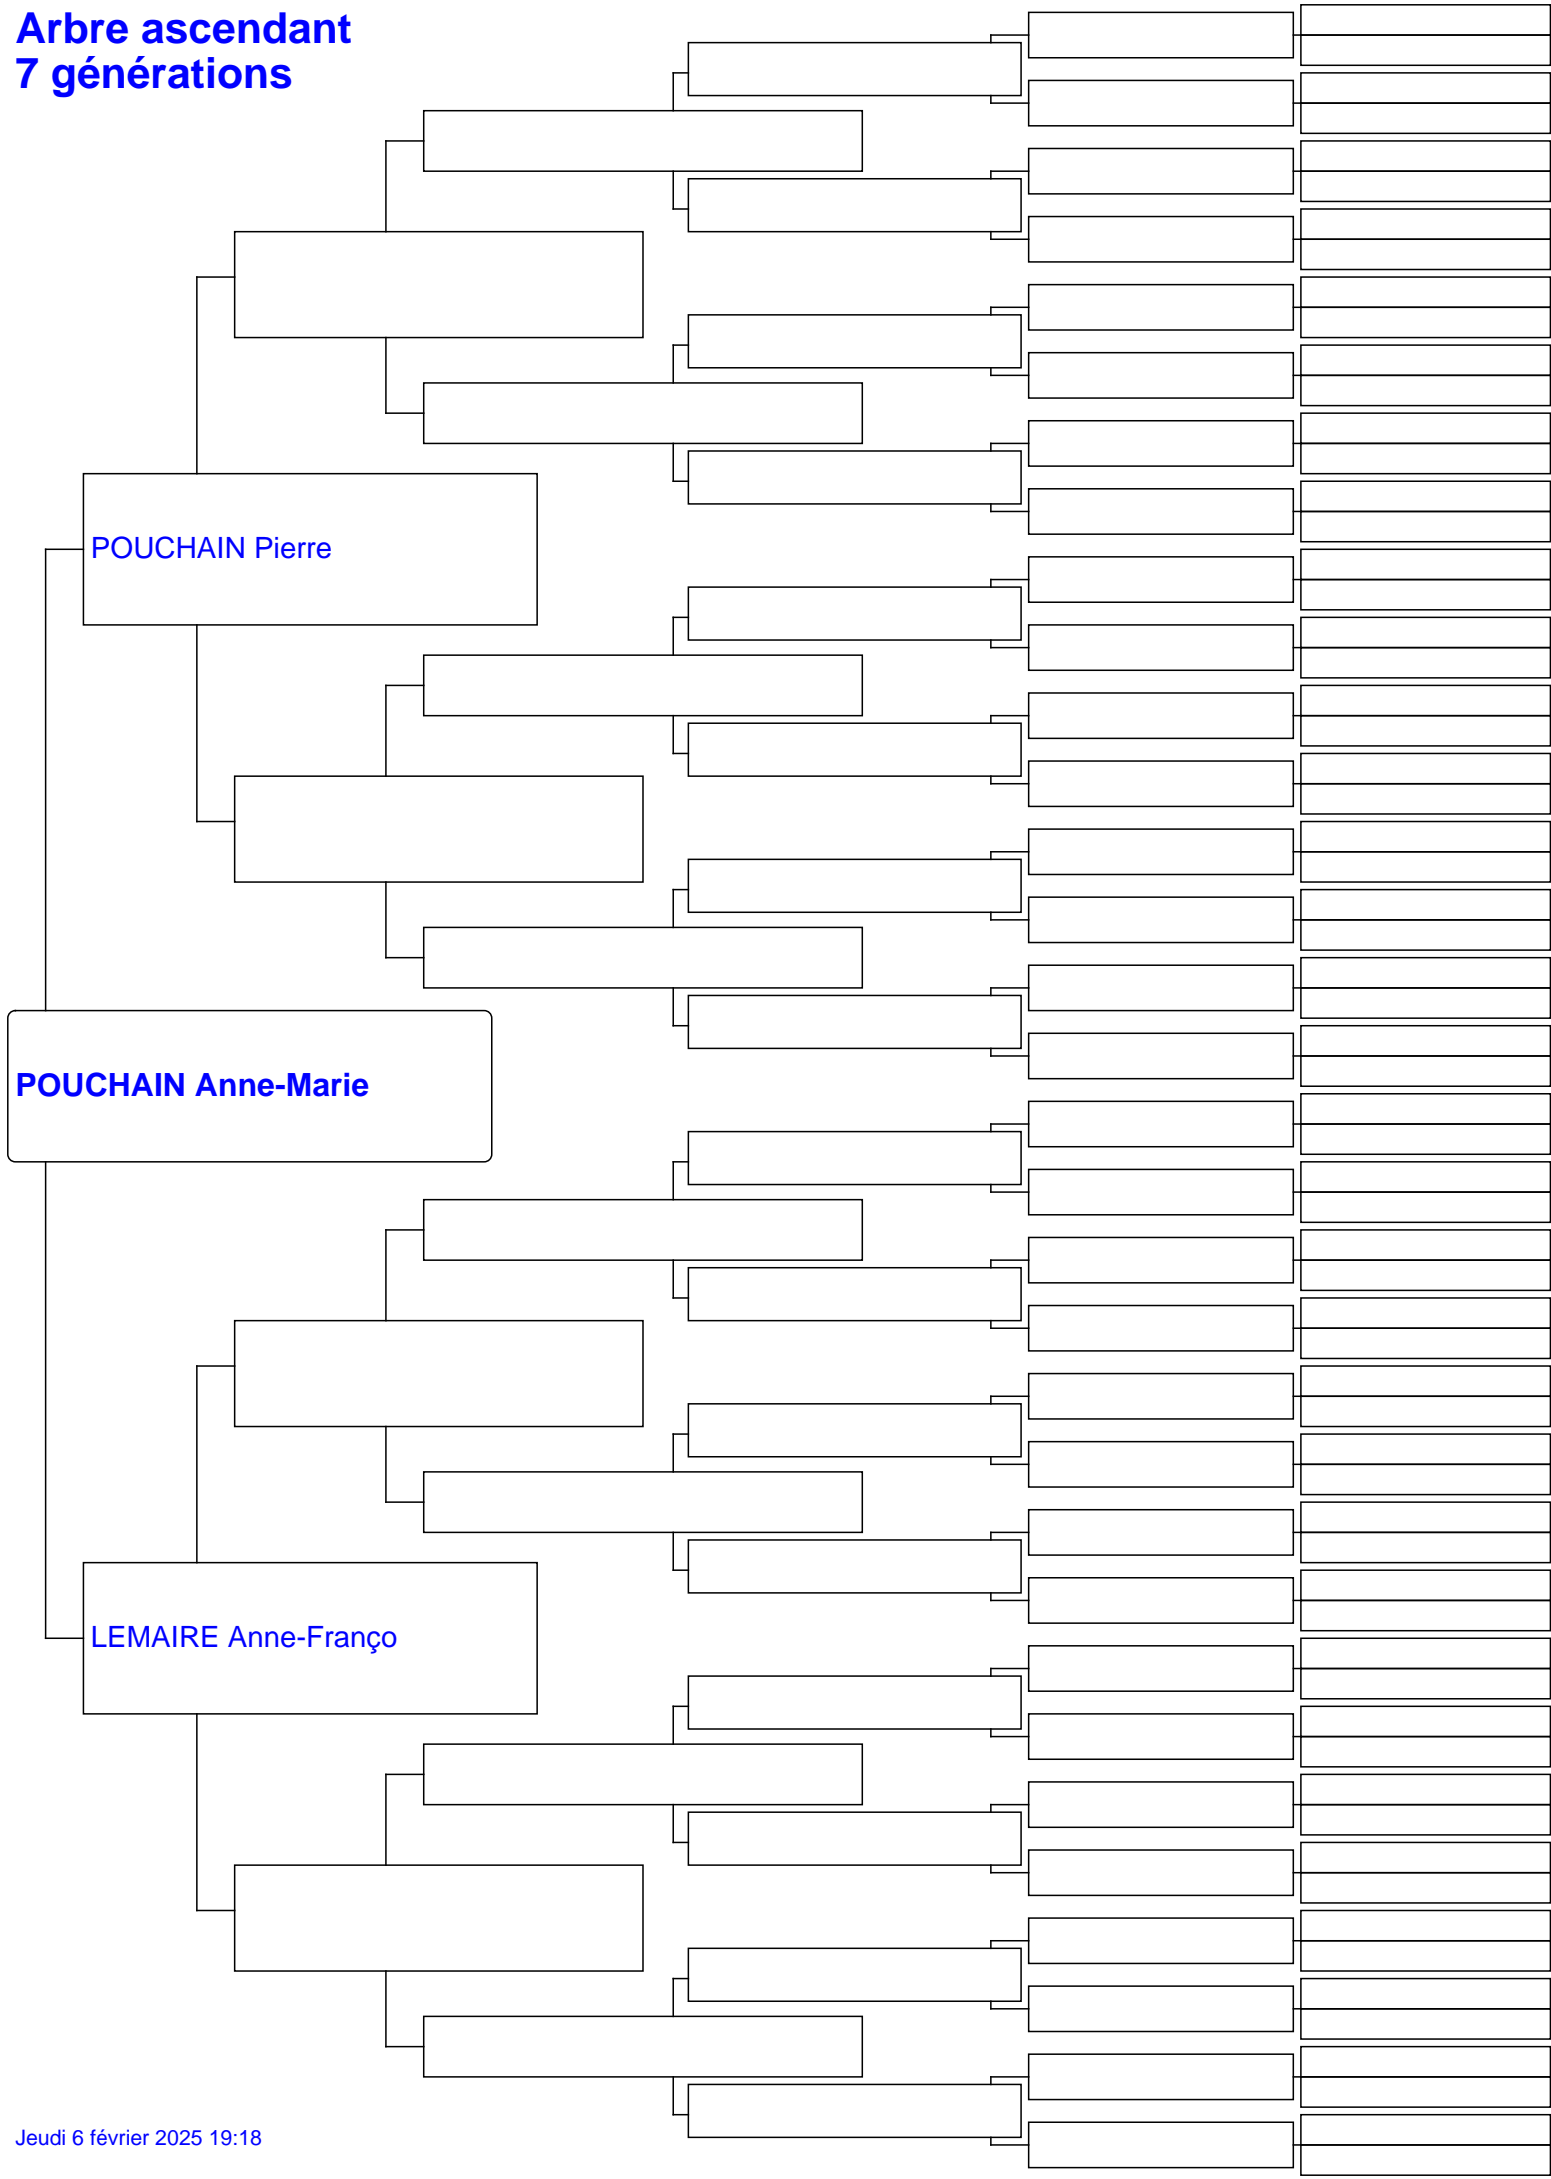 Arbre ascendant
7 générations
POUCHAIN Pierre
POUCHAIN Anne-Marie
LEMAIRE Anne-Franço
Jeudi 6 février 2025 19:18